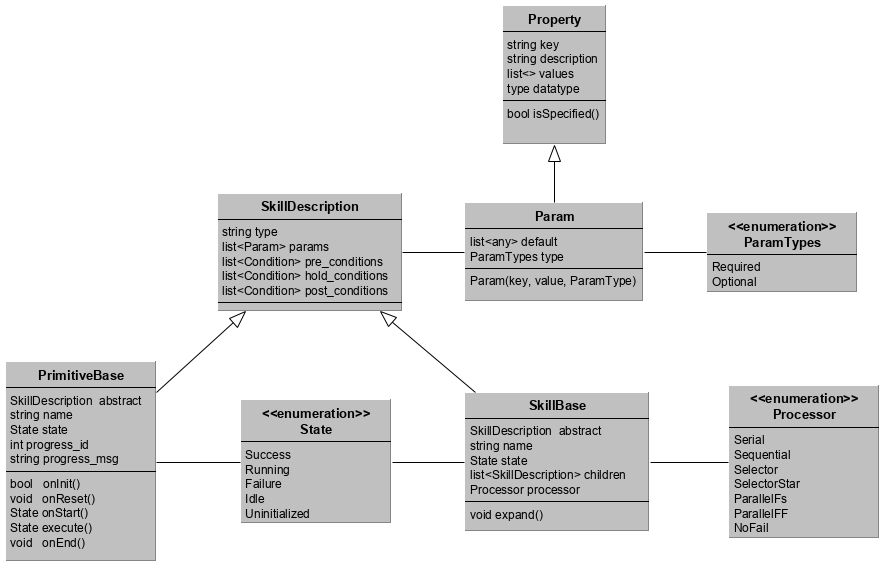 Property
string key
string description
list<> values
type datatype
bool isSpecified()
SkillDescription
string type
list<Param> params
list<Condition> pre_conditions
list<Condition> hold_conditions
list<Condition> post_conditions
Param
list<any> default
ParamTypes type
Param(key, value, ParamType)
<<enumeration>>
ParamTypes
Required
Optional
PrimitiveBase
SkillDescription abstract
string name
State state
int progress_id
string progress_msg
bool onInit()
void onReset()
State onStart()
State execute()
void onEnd()
<<enumeration>>
State
Success
Running
Failure
Idle
Uninitialized
SkillBase
SkillDescription abstract
string name
State state
list<SkillDescription> children
Processor processor
void expand()
<<enumeration>>
Processor
Serial
Sequential
Selector
SelectorStar
ParallelFs
ParallelFF
NoFail